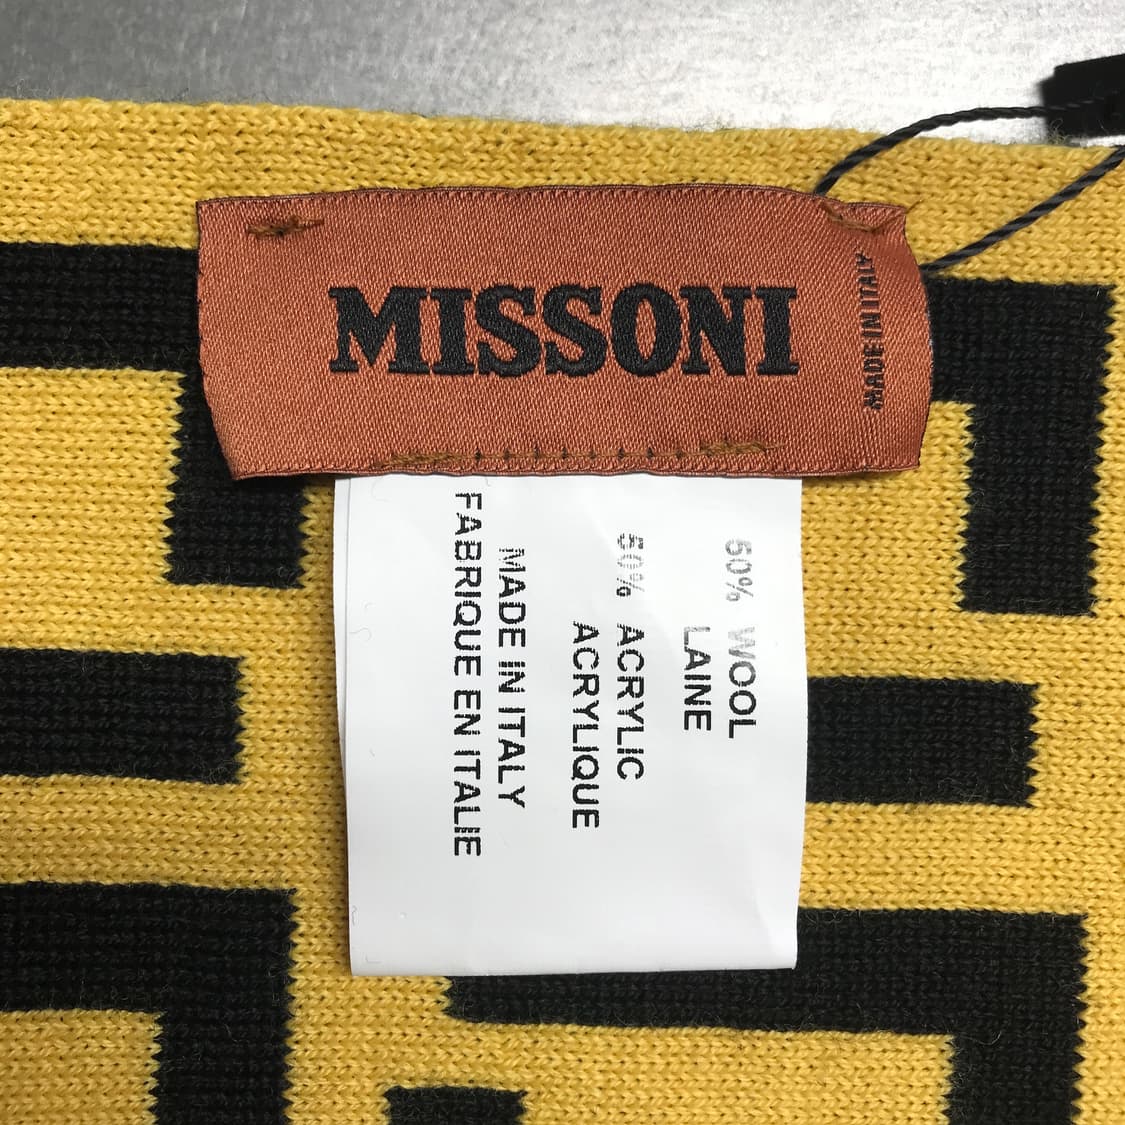 MISSONI
MADE IN ITALY
50% WOOL
LAINE
50% ACRYLIC
ACRYLIQUE
MADE IN ITALY
FABRIQUE EN ITALIE